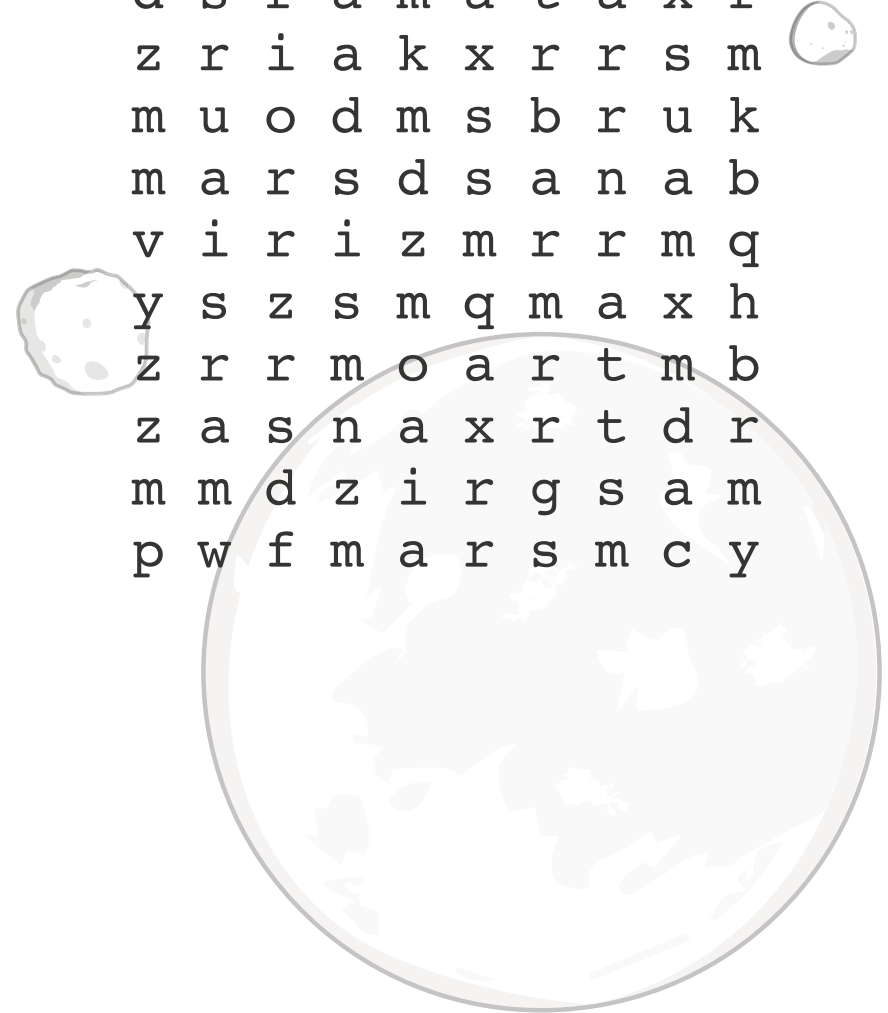 z r i a k x r r s m
m u o d m s b r u k
m a r s d s a n a b
v i r i z m r r m q
y s z s m q m a x h
z r r m o a r t m b
z a s n a x r t d r
m m d z i r g s a m
p w f m a r s m c y